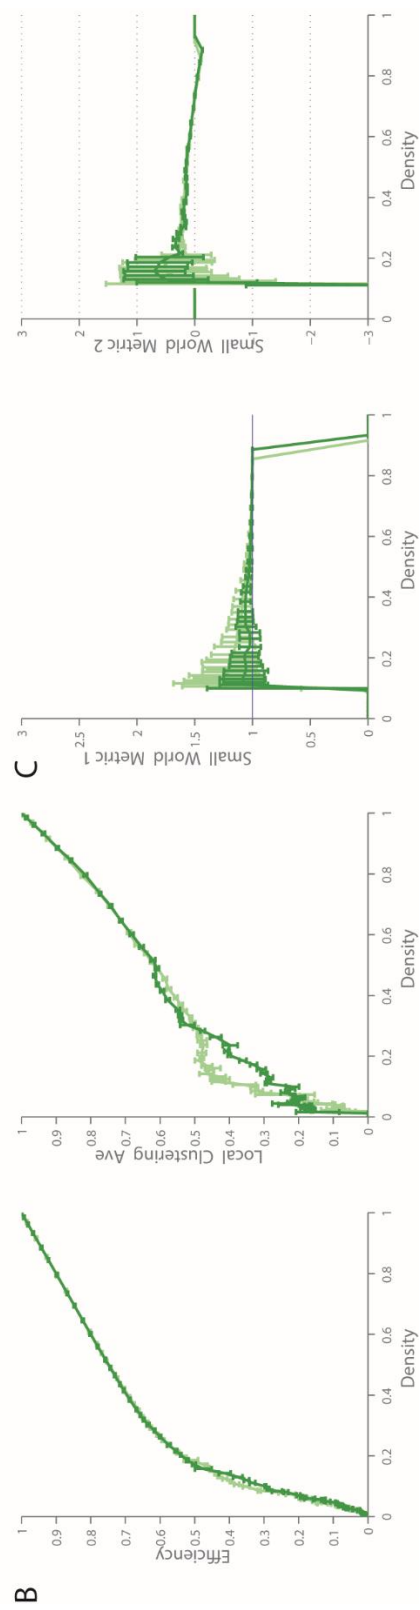 B
1
0.9
0.8
0.7
0.6
0.5
0.4
0.3
0.2
0.1
0
Efficiency
0 0.2 0.4 0.6 0.8 1
Density
1
0.9
0.8
0.7
0.6
0.5
0.4
0.3
0.2
0.1
0
Local Clustering Ave
0 0.2 0.4 0.6 0.8 1
Density
C
3
2.5
2
1.5
1
0.5
0
Small World Metric 1
0 0.2 0.4 0.6 0.8 1
Density
3
2
1
0
−1
−2
−3
Small World Metric 2
0 0.2 0.4 0.6 0.8 1
Density